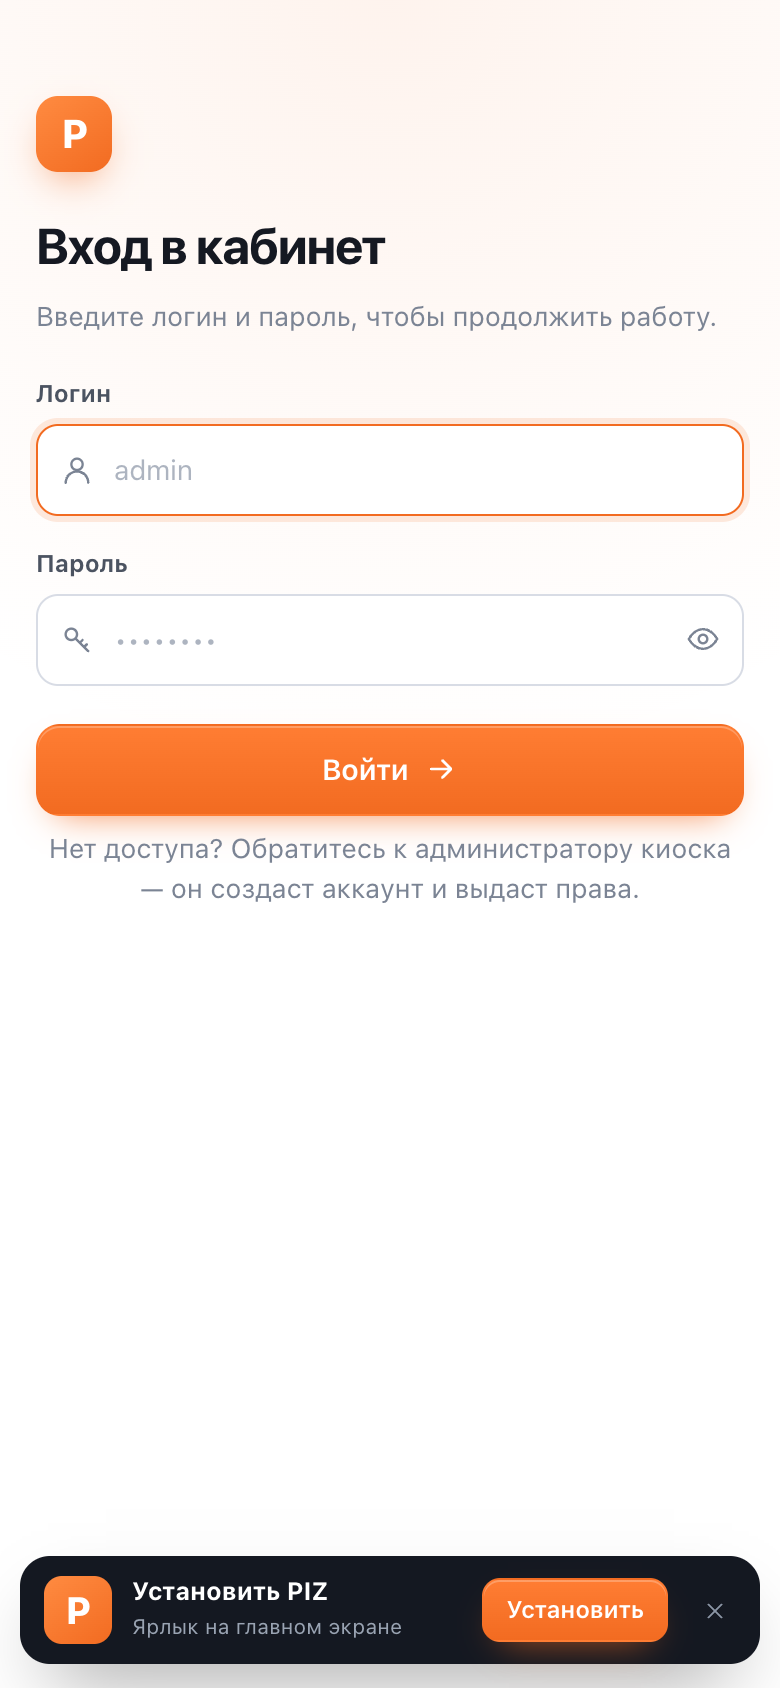 P
Вход в кабинет
Введите логин и пароль, чтобы продолжить работу.
Логин
admin
Пароль
••••••••
Войти →
Нет доступа? Обратитесь к администратору киоска
— он создаст аккаунт и выдаст права.
P
Установить PIZ
Ярлык на главном экране
Установить